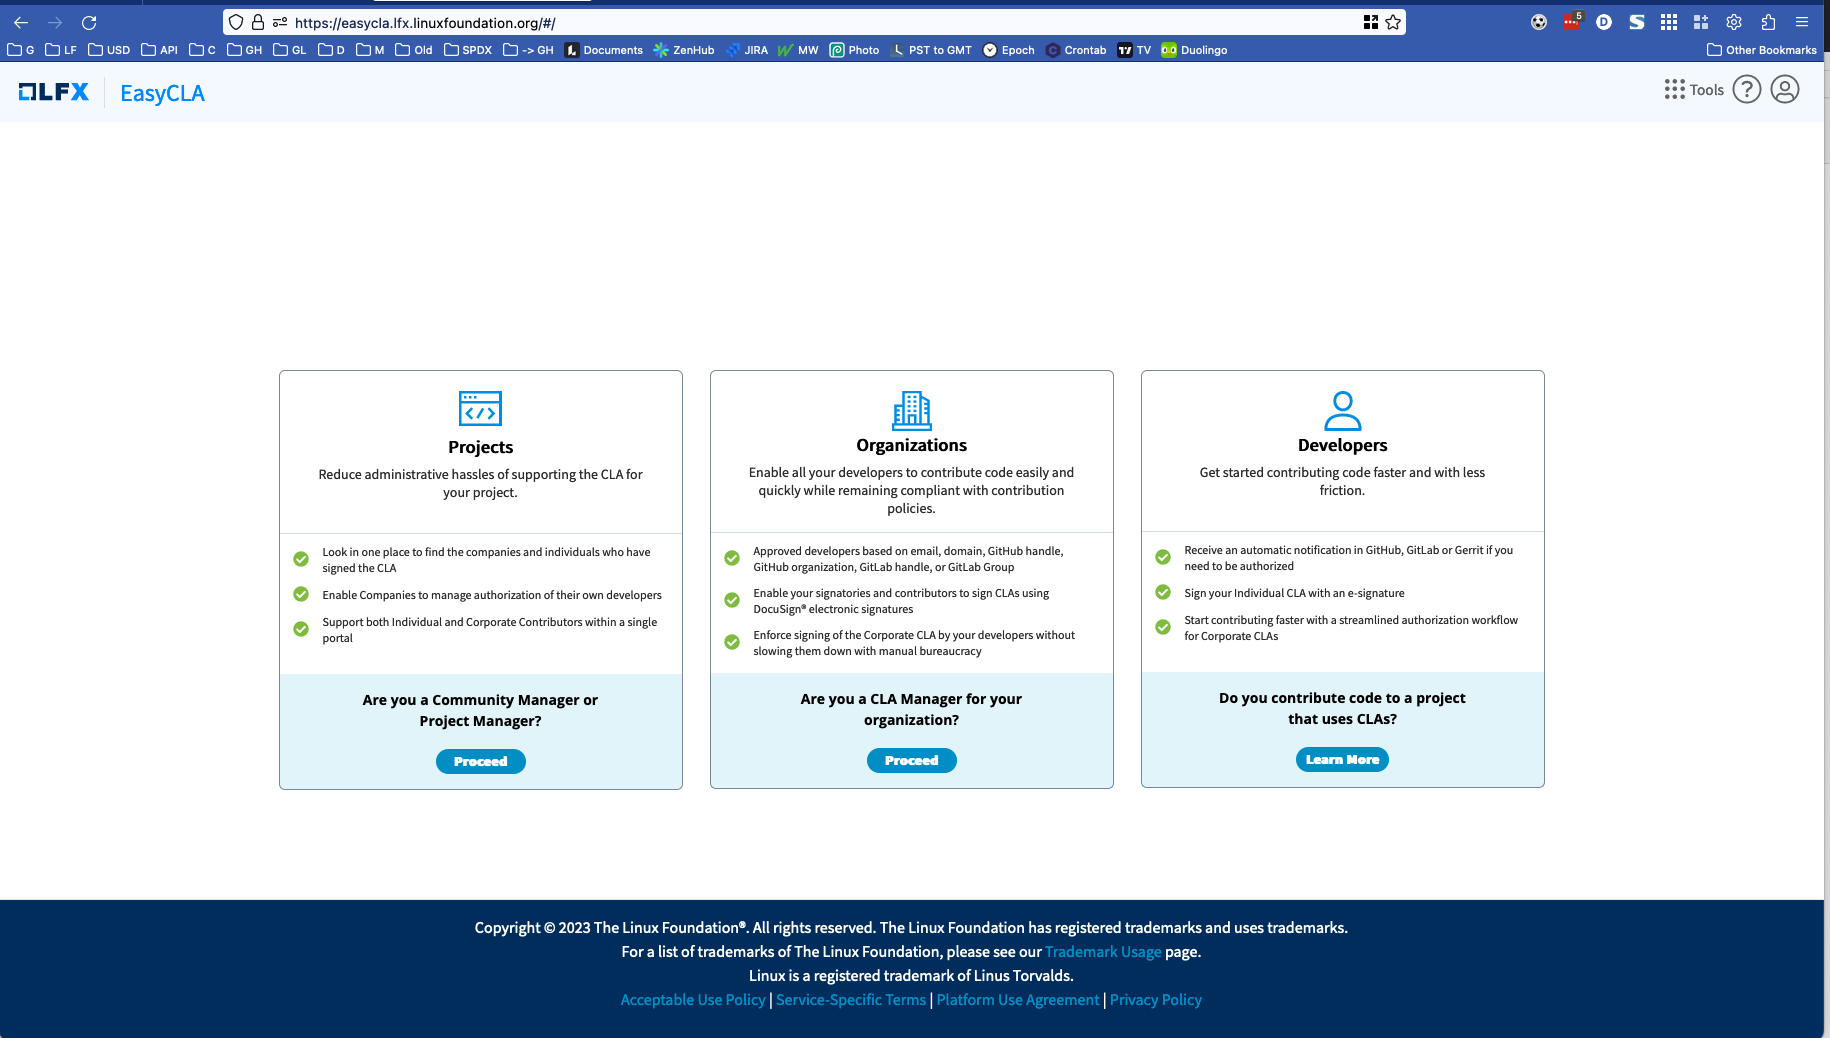 https://easycla.lfx.linuxfoundation.org/#/
5
D
S
G LF USD API C GH GL D M Old SPDX -> GH Documents ZenHub JIRA MW Photo PST to GMT Epoch Crontab TV Duolingo Other Bookmarks
LFX EasyCLA Tools ?
Projects
Reduce administrative hassles of supporting the CLA for
your project.
Look in one place to find the companies and individuals who have
signed the CLA
Enable Companies to manage authorization of their own developers
Support both Individual and Corporate Contributors within a single
portal
Are you a Community Manager or
Project Manager?
Proceed
Organizations
Enable all your developers to contribute code easily and
quickly while remaining compliant with contribution
policies.
Approved developers based on email, domain, GitHub handle,
GitHub organization, GitLab handle, or GitLab Group
Enable your signatories and contributors to sign CLAs using
DocuSign® electronic signatures
Enforce signing of the Corporate CLA by your developers without
slowing them down with manual bureaucracy
Are you a CLA Manager for your
organization?
Proceed
Developers
Get started contributing code faster and with less
friction.
Receive an automatic notification in GitHub, GitLab or Gerrit if you
need to be authorized
Sign your Individual CLA with an e-signature
Start contributing faster with a streamlined authorization workflow
for Corporate CLAs
Do you contribute code to a project
that uses CLAs?
Learn More
Copyright © 2023 The Linux Foundation®. All rights reserved. The Linux Foundation has registered trademarks and uses trademarks.
For a list of trademarks of The Linux Foundation, please see our Trademark Usage page.
Linux is a registered trademark of Linus Torvalds.
Acceptable Use Policy | Service-Specific Terms | Platform Use Agreement | Privacy Policy